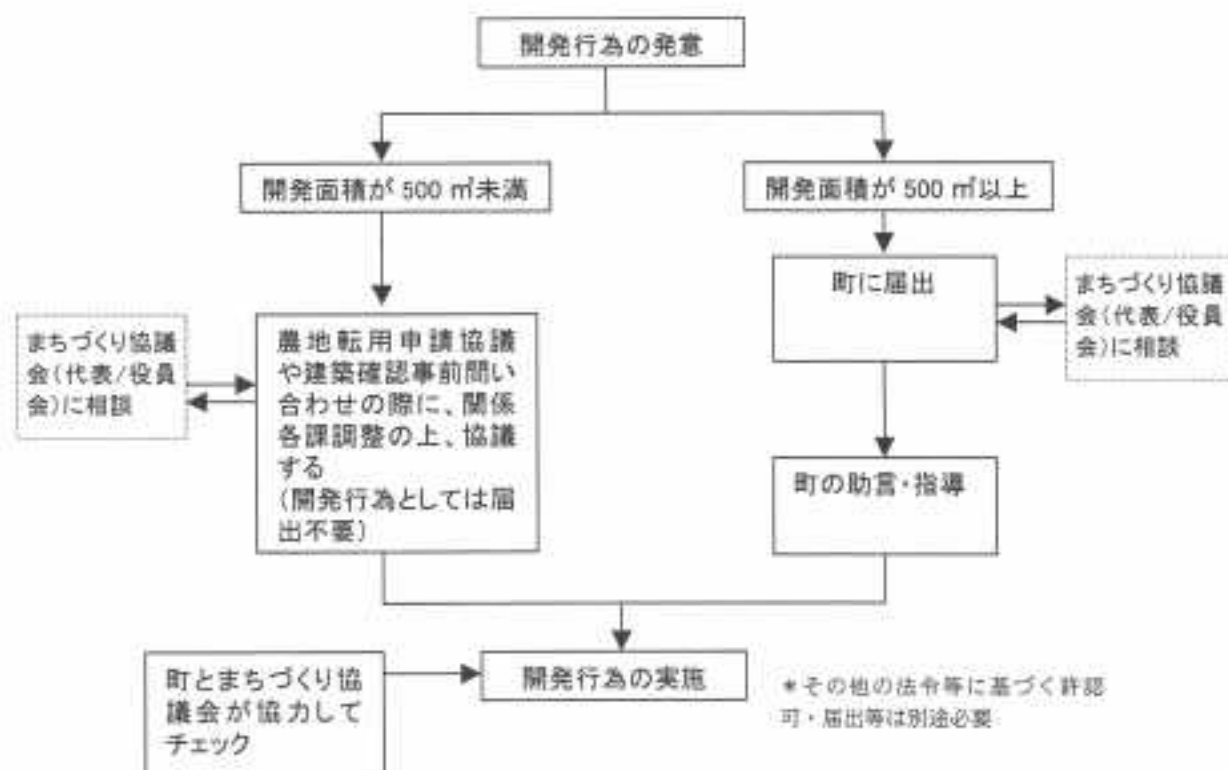 開発行為の発意
開発面積が 500 ㎡未満
開発面積が 500 ㎡以上
町に届出
まちづくり協議
会(代表/役員
会)に相談
まちづくり協議
会(代表/役員
会)に相談
農地転用申請協議
や建築確認事前問い
合わせの際に、関係
各課調整の上、協議
する
(開発行為としては届
出不要)
町の助言・指導
開発行為の実施
町とまちづくり協
議会が協力して
チェック
*その他の法令等に基づく許認
可・届出等は別途必要